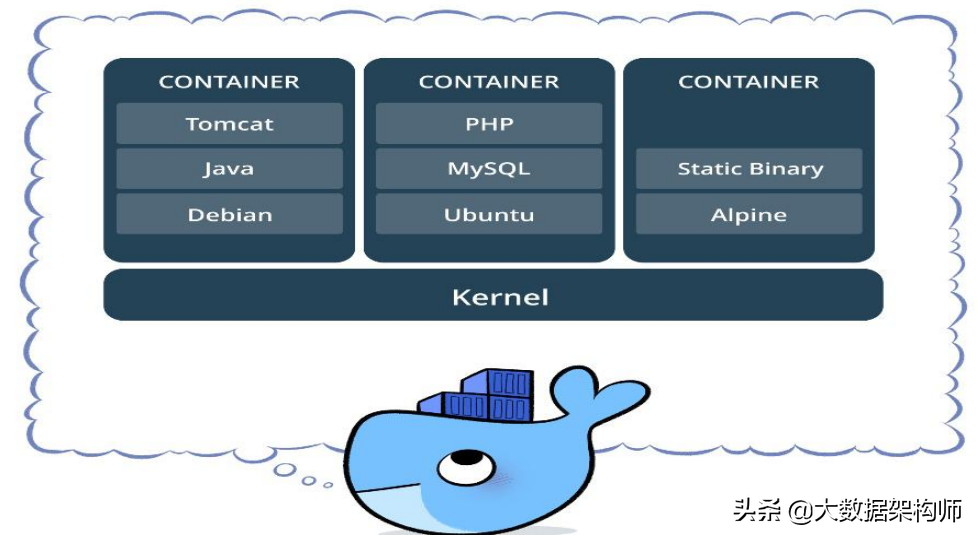 CONTAINER
Tomcat
Java
Debian
CONTAINER
PHP
MySQL
Ubuntu
CONTAINER
Static Binary
Alpine
Kernel
头条 @大数据架构师